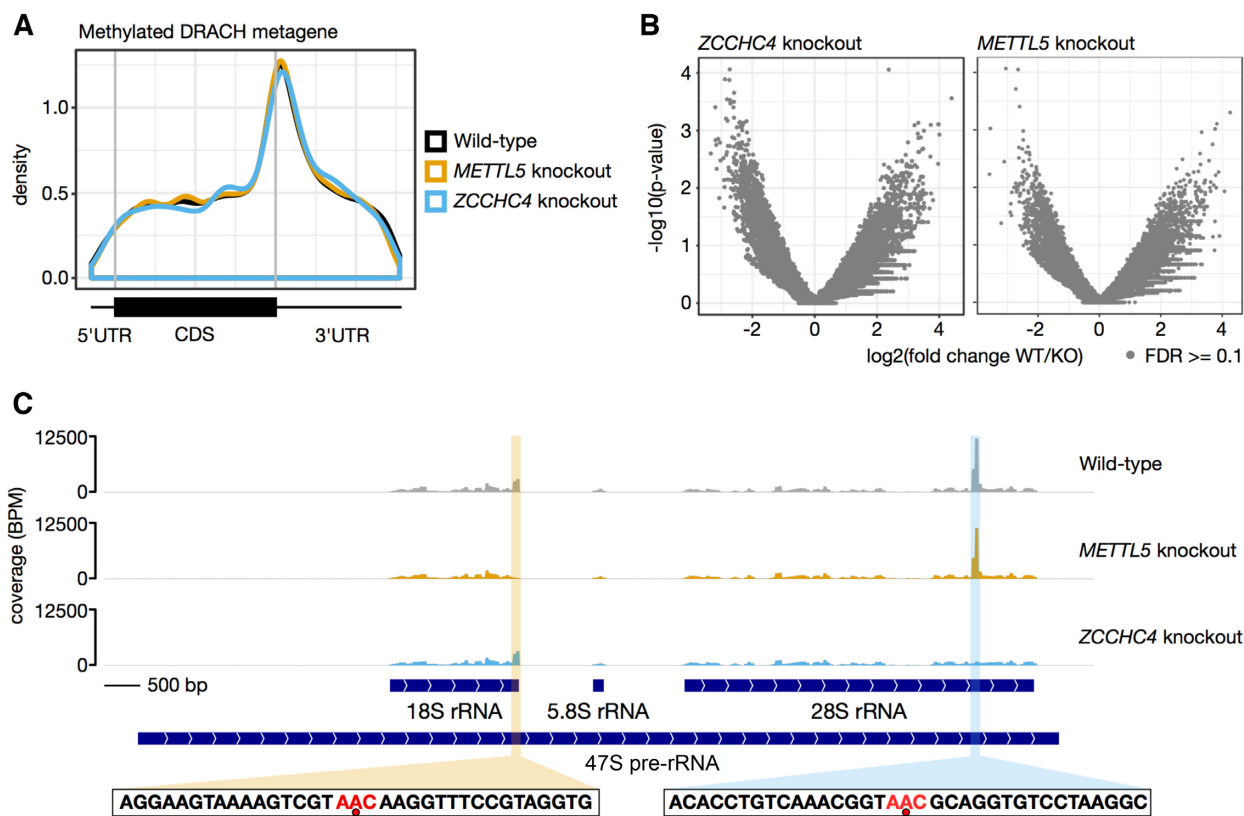 A
Methylated DRACH metagene
density
1.0
0.5
0.0
Wild-type
METTL5 knockout
ZCCHC4 knockout
5'UTR CDS 3'UTR
B
ZCCHC4 knockout METTL5 knockout
-log10(p-value)
4
3
2
1
0
-2 0 2 4 -2 0 2 4
log2(fold change WT/KO) FDR >= 0.1
C
coverage (BPM)
12500
0
Wild-type
12500
0
METTL5 knockout
12500
0
ZCCHC4 knockout
500 bp
18S rRNA 5.8S rRNA 28S rRNA
47S pre-rRNA
AGGAAGTAAAAGTCGTAACAAGGTTTCCGTAGGTG ACACCTGTCAAACGGTAACGCAGGTGTCCTAAGGC